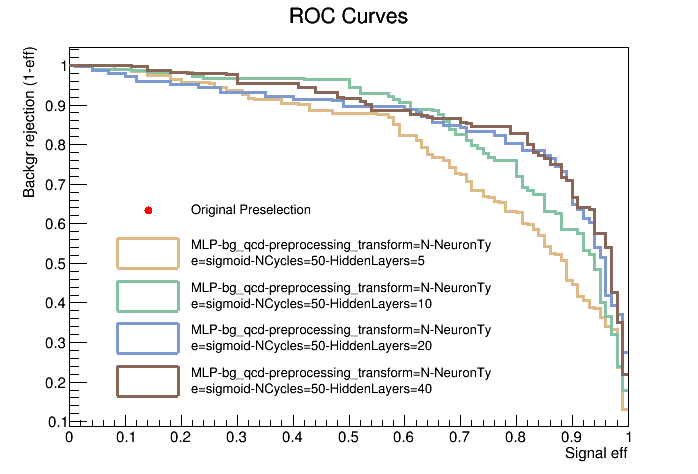 ROC Curves
Backgr rejection (1-eff)
1
0.9
0.8
0.7
0.6
0.5
0.4
0.3
0.2
0.1
Original Preselection
MLP-bg_qcd-preprocessing_transform=N-NeuronTy
e=sigmoid-NCycles=50-HiddenLayers=5
MLP-bg_qcd-preprocessing_transform=N-NeuronTy
e=sigmoid-NCycles=50-HiddenLayers=10
MLP-bg_qcd-preprocessing_transform=N-NeuronTy
e=sigmoid-NCycles=50-HiddenLayers=20
MLP-bg_qcd-preprocessing_transform=N-NeuronTy
e=sigmoid-NCycles=50-HiddenLayers=40
0 0.1 0.2 0.3 0.4 0.5 0.6 0.7 0.8 0.9 1
Signal eff